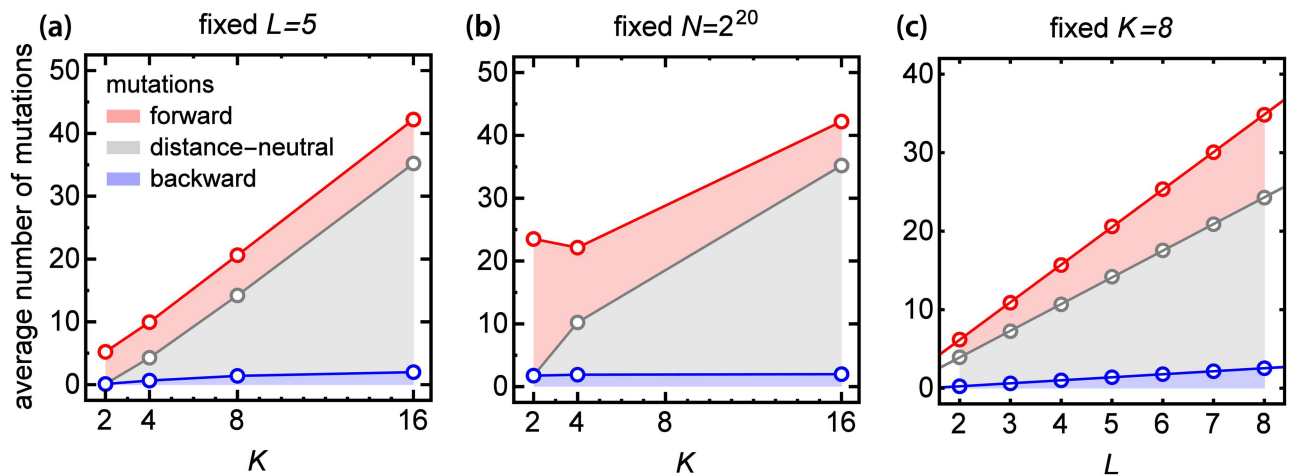 (a) fixed L=5
(b) fixed N=2²⁰
(c) fixed K=8
average number of mutations
50
40
30
20
10
0
mutations
forward
distance−neutral
backward
2 4 8 16
K
50
40
30
20
10
0
2 4 8 16
K
40
30
20
10
0
2 3 4 5 6 7 8
L